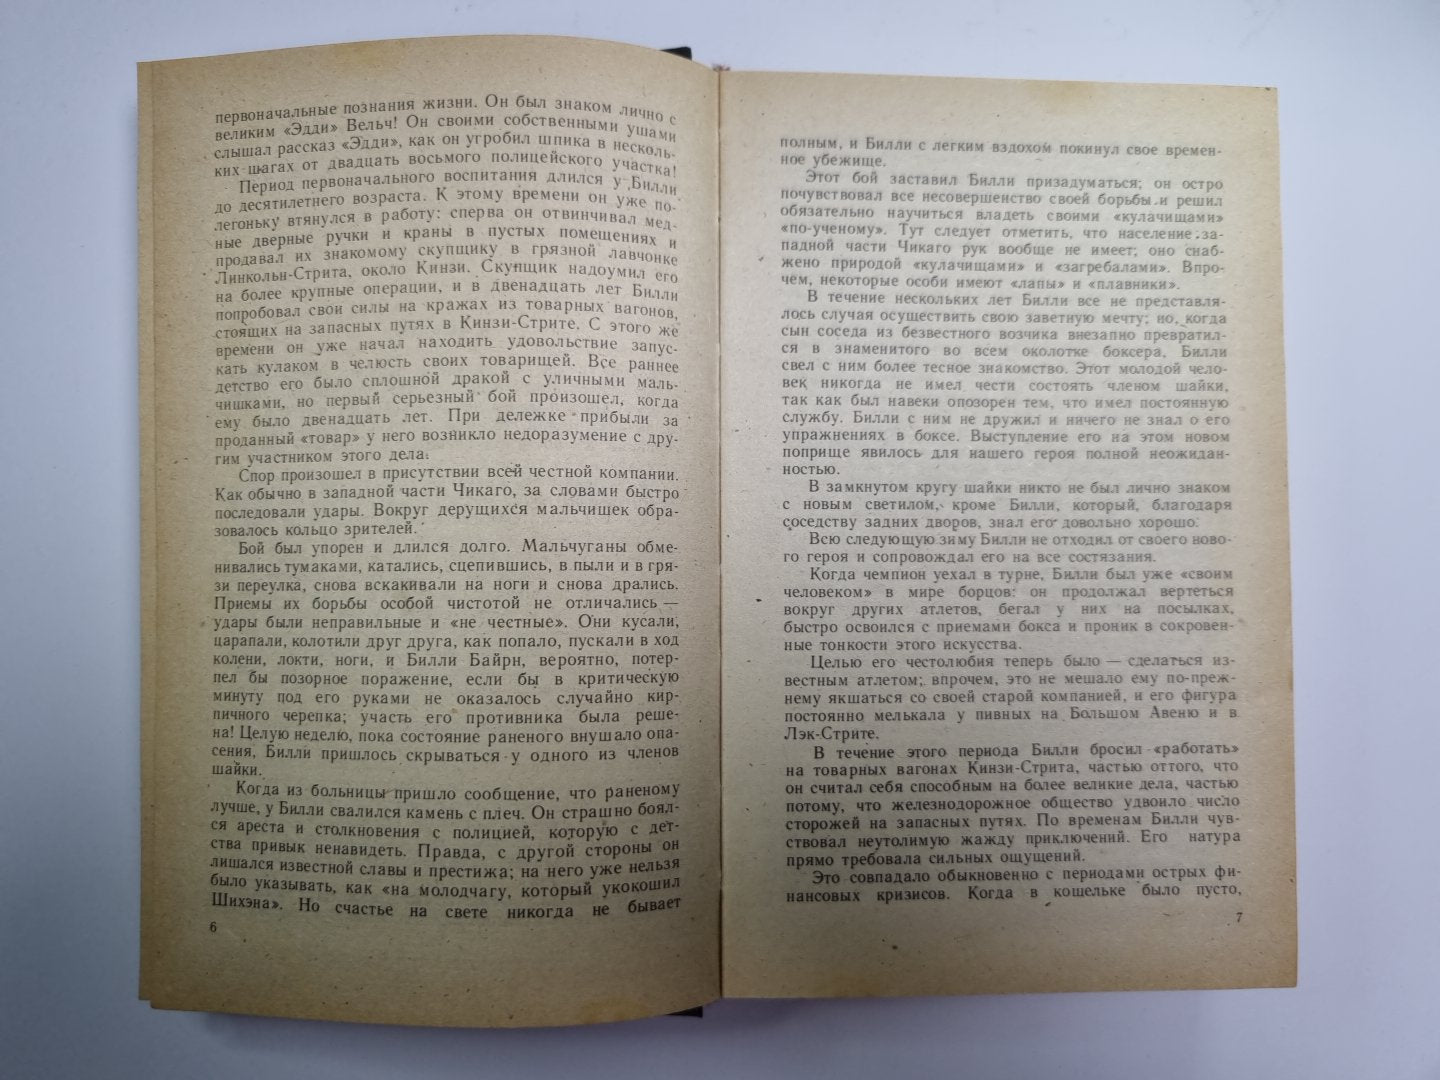 первоначальные познания жизни. Он был знаком лично с
великим «Эдди» Вельч! Он своими собственными ушами
слышал рассказ «Эдди», как он угробил шпика в несколь-
ких шагах от двадцать восьмого полицейского участка!
Период первоначального воспитания длился у Билли
до десятилетнего возраста. К этому времени он уже по-
легоньку втянулся в работу: сперва он отвинчивал мед-
ные дверные ручки и краны в пустых помещениях и
продавал их знакомому скупщику в грязной лавчонке
Линкольн-Стрита, около Кинзи. Скупщик надоумил его
на более крупные операции, и в двенадцать лет Билли
попробовал свои силы на кражах из товарных вагонов,
стоящих на запасных путях в Кинзи-Стрите. С этого же
времени он уже начал находить удовольствие запус-
кать кулаком в челюсть своих товарищей. Все раннее
детство его было сплошной дракой с уличными маль-
чишками, но первый серьезный бой произошел, когда
ему было двенадцать лет. При дележке прибыли за
проданный «товар» у него возникло недоразумение с дру-
гим участником этого дела.
Спор произошел в присутствии всей честной компании.
Как обычно в западной части Чикаго, за словами быстро
последовали удары. Вокруг дерущихся мальчишек обра-
зовалось кольцо зрителей.
Бой был упорен и длился долго. Мальчуганы обме-
нивались тумаками, катались, сцепившись, в пыли и в гря-
зи переулка, снова вскакивали на ноги и снова дрались.
Приемы их борьбы особой чистотой не отличались —
удары были неправильные и «не честные». Они кусали,
царапали, колотили друг друга, как попало, пускали в ход
колени, локти, ноги, и Билли Байрн, вероятно, потер-
пел бы позорное поражение, если бы в критическую
минуту под его руками не оказалось случайно кир-
пичного черепка; участь его противника была реше-
на! Целую неделю, пока состояние раненого внушало опа-
сения, Билли пришлось скрываться у одного из членов
шайки.
Когда из больницы пришло сообщение, что раненому
лучше, у Билли свалился камень с плеч. Он страшно боял-
ся ареста и столкновения с полицией, которую с дет-
ства привык ненавидеть. Правда, с другой стороны он
лишался известной славы и престижа; на него уже нельзя
было указывать, как «на молодчагу, который укокошил
Шихэна». Но счастье на свете никогда не бывает
6
полным, и Билли с легким вздохом покинул свое времен-
ное убежище.
Этот бой заставил Билли призадуматься; он остро
почувствовал все несовершенство своей борьбы и решил
обязательно научиться владеть своими «кулачищами»
«по-ученому». Тут следует отметить, что население за-
падной части Чикаго рук вообще не имеет; оно снаб-
жено природой «кулачищами» и «загребалами». Впро-
чем, некоторые особи имеют «лапы» и «плавники».
В течение нескольких лет Билли все не представля-
лось случая осуществить свою заветную мечту; но, когда
сын соседа из безвестного возчика внезапно превратил-
ся в знаменитого во всем околотке боксера, Билли
свел с ним более тесное знакомство. Этот молодой чело-
век никогда не имел чести состоять членом шайки,
так как был навеки опозорен тем, что имел постоянную
службу. Билли с ним не дружил и ничего не знал о его
упражнениях в боксе. Выступление его на этом новом
поприще явилось для нашего героя полной неожидан-
ностью.
В замкнутом кругу шайки никто не был лично знаком
с новым светилом, кроме Билли, который, благодаря
соседству задних дворов, знал его довольно хорошо.
Всю следующую зиму Билли не отходил от своего ново-
го героя и сопровождал его на все состязания.
Когда чемпион уехал в турне, Билли был уже «своим
человеком» в мире борцов: он продолжал вертеться
вокруг других атлетов, бегал у них на посылках,
быстро освоился с приемами бокса и проник в сокровен-
ные тонкости этого искусства.
Целью его честолюбия теперь было — сделаться из-
вестным атлетом; впрочем, это не мешало ему по-преж-
нему якшаться со своей старой компанией, и его фигура
постоянно мелькала у пивных на Большом Авеню и в
Лэк-Стрите.
В течение этого периода Билли бросил «работать»
на товарных вагонах Кинзи-Стрита, частью оттого, что
он считал себя способным на более великие дела, частью
потому, что железнодорожное общество удвоило число
сторожей на запасных путях. По временам Билли чув-
ствовал неутолимую жажду приключений. Его натура
прямо требовала сильных ощущений.
Это совпадало обыкновенно с периодами острых фи-
нансовых кризисов. Когда в кошельке было пусто,
7